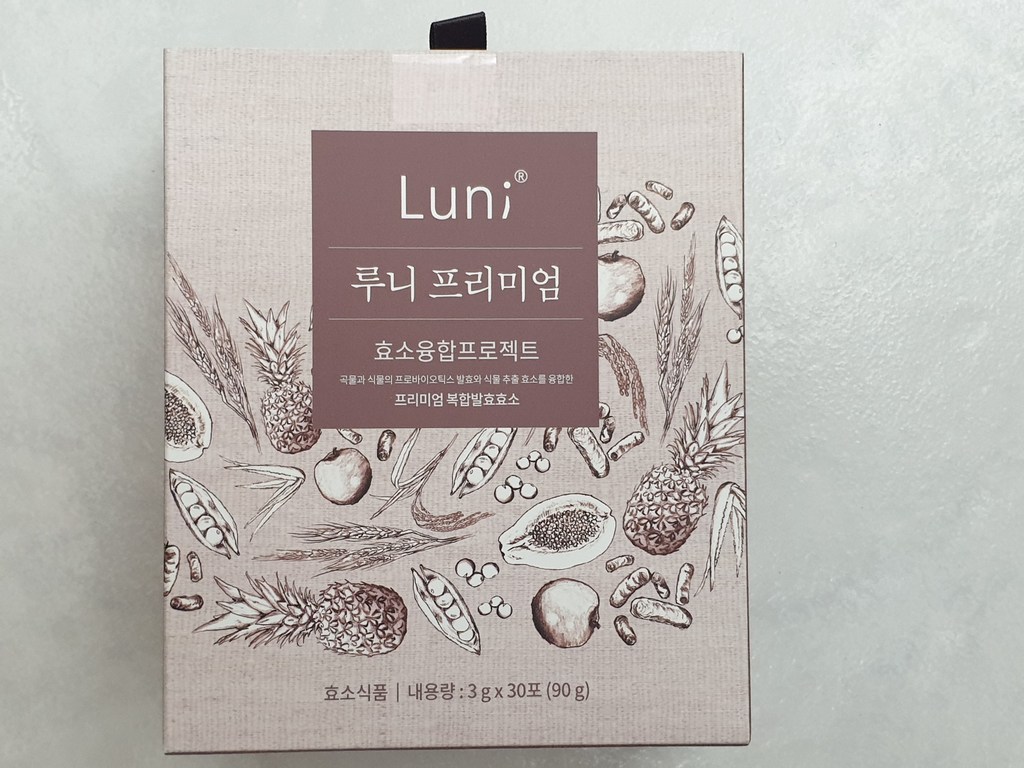 Luni®
루니 프리미엄
효소융합프로젝트
곡물과 식물의 프로바이오틱스 발효와 식물 추출 효소를 융합한
프리미엄 복합발효효소
효소식품 | 내용량 : 3 g x 30포 (90 g)